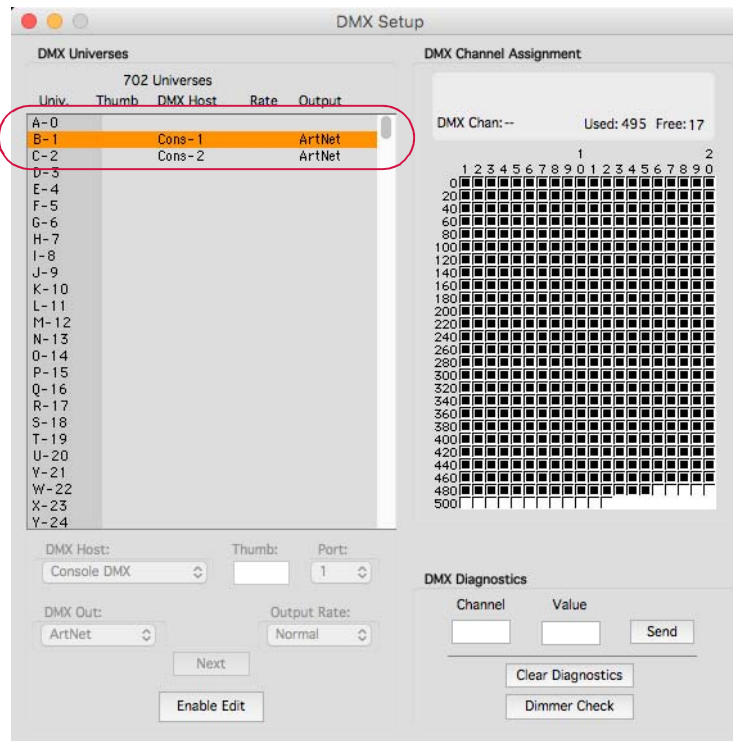 DMX Setup
DMX Universes
702 Universes
Univ. Thumb DMX Host Rate Output
A-0
B-1 Cons-1 ArtNet
C-2 Cons-2 ArtNet
D-3
E-4
F-5
G-6
H-7
I-8
J-9
K-10
L-11
M-12
N-13
O-14
P-15
Q-16
R-17
S-18
T-19
U-20
V-21
W-22
X-23
Y-24
DMX Host: Thumb: Port:
Console DMX 1
DMX Out: Output Rate:
ArtNet Normal
Next
Enable Edit
DMX Channel Assignment
DMX Chan:-- Used: 495 Free: 17
1 2
1 2 3 4 5 6 7 8 9 0 1 2 3 4 5 6 7 8 9 0
0
20
40
60
80
100
120
140
160
180
200
220
240
260
280
300
320
340
360
380
400
420
440
460
480
500
DMX Diagnostics
Channel Value
Send
Clear Diagnostics
Dimmer Check